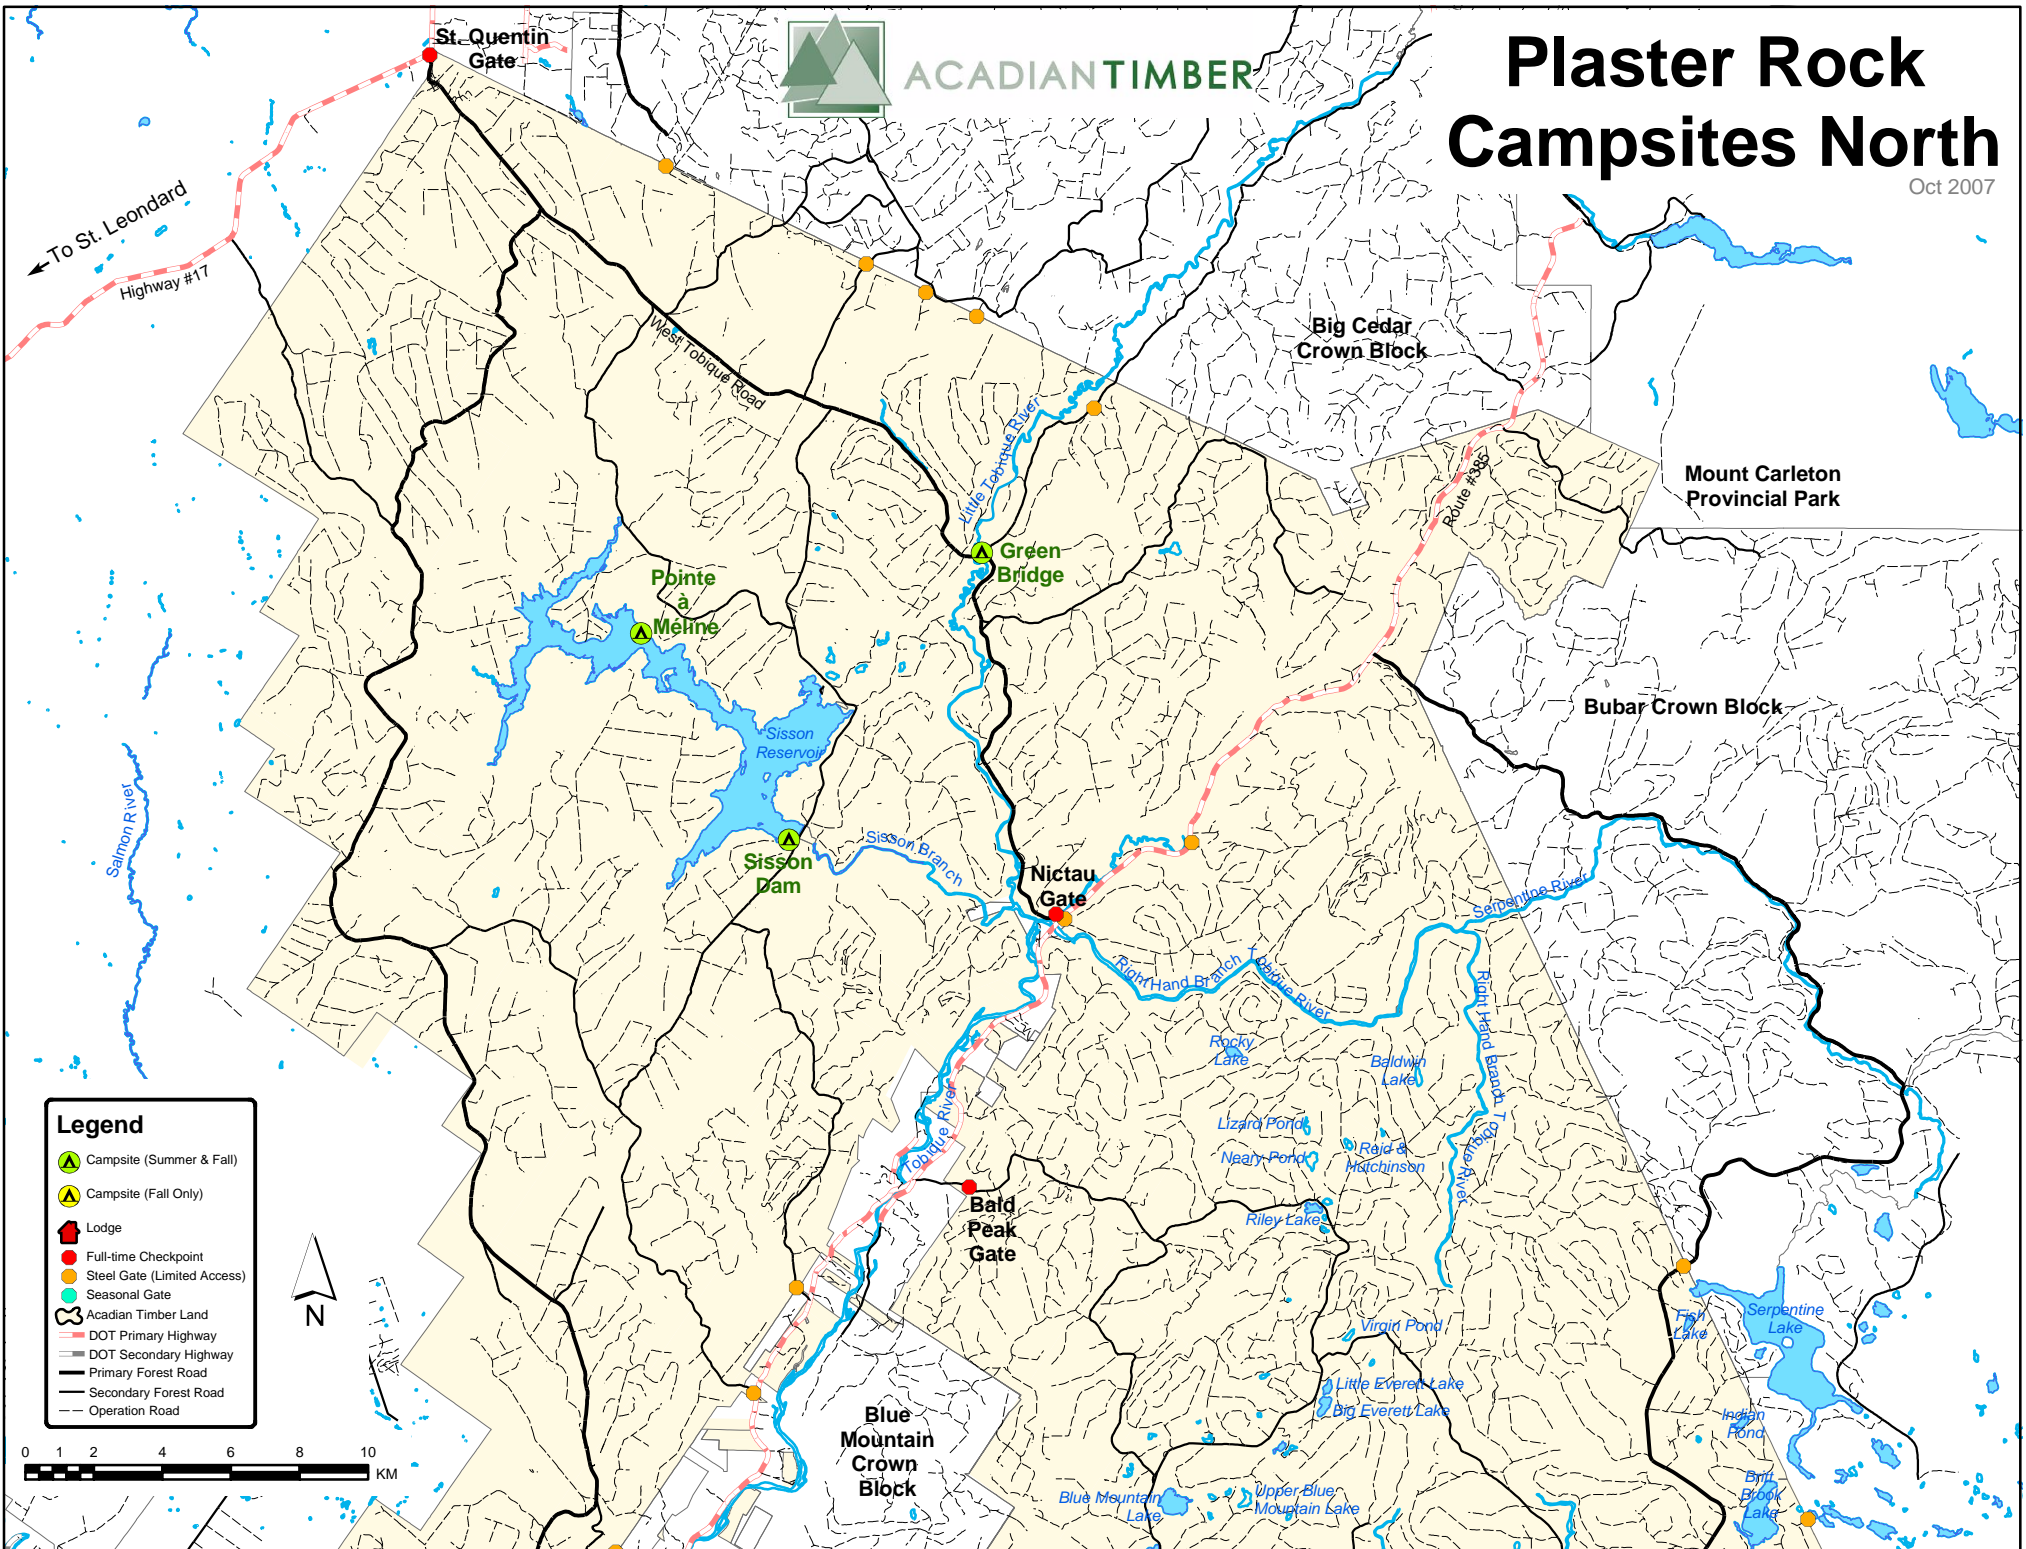 Plaster Rock
Campsites North
Oct 2007
ACADIAN TIMBER
St. Quentin
Gate
To St. Leondard
Highway #17
West Tobique Road
Big Cedar
Crown Block
Little Tobique River
Route #385
Mount Carleton
Provincial Park
Green
Bridge
Pointe
à
Méline
Bubar Crown Block
Sisson
Reservoir
Salmon River
Sisson Branch
Sisson
Dam
Nictau
Gate
Serpentine River
Right Hand Branch Tobique River
Right Hand Branch Tobique River
Rocky
Lake
Baldwin
Lake
Tobique River
Lizard Pond
Neary Pond
Reid &
Hutchinson
Bald
Peak
Gate
Riley Lake
Fish
Lake
Serpentine
Lake
Virgin Pond
Little Everett Lake
Big Everett Lake
Indian
Pond
Blue
Mountain
Crown
Block
Britt
Brook
Lake
Blue Mountain
Lake
Upper Blue
Mountain Lake
Legend
Campsite (Summer & Fall)
Campsite (Fall Only)
Lodge
Full-time Checkpoint
Steel Gate (Limited Access)
Seasonal Gate
Acadian Timber Land
DOT Primary Highway
DOT Secondary Highway
Primary Forest Road
Secondary Forest Road
Operation Road
N
0 1 2 4 6 8 10
KM